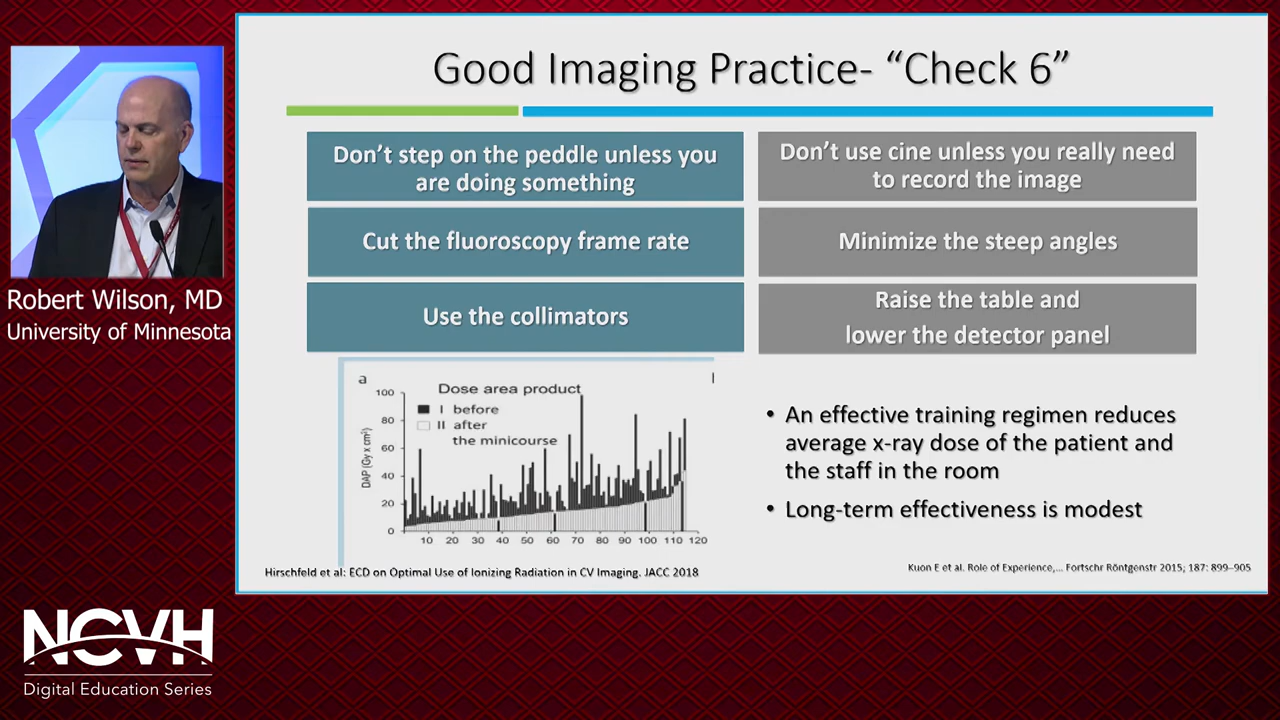 Good Imaging Practice- “Check 6”
Don’t step on the peddle unless you
are doing something
Don’t use cine unless you really need
to record the image
Cut the fluoroscopy frame rate
Minimize the steep angles
Use the collimators
Raise the table and
lower the detector panel
Robert Wilson, MD
University of Minnesota
a
Dose area product
I before
II after
the minicourse
DAP (Gy x cm²)
100
80
60
40
20
0
10 20 30 40 50 60 70 80 90 100 110 120
• An effective training regimen reduces
average x-ray dose of the patient and
the staff in the room
• Long-term effectiveness is modest
Hirschfeld et al: ECD on Optimal Use of Ionizing Radiation in CV Imaging. JACC 2018
Kuon E et al. Role of Experience,... Fortschr Röntgenstr 2015; 187: 899–905
NCVH
Digital Education Series